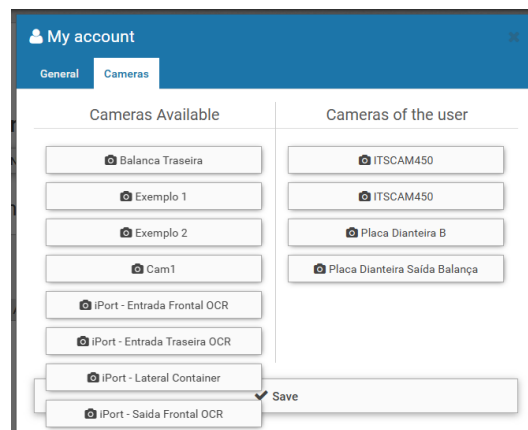 My account
General
Cameras
Cameras Available
Cameras of the user
Balanca Traseira
ITSCAM450
Exemplo 1
ITSCAM450
Exemplo 2
Placa Dianteira B
Cam1
Placa Dianteira Saída Balança
iPort - Entrada Frontal OCR
iPort - Entrada Traseira OCR
iPort - Lateral Container
Save
iPort - Saida Frontal OCR